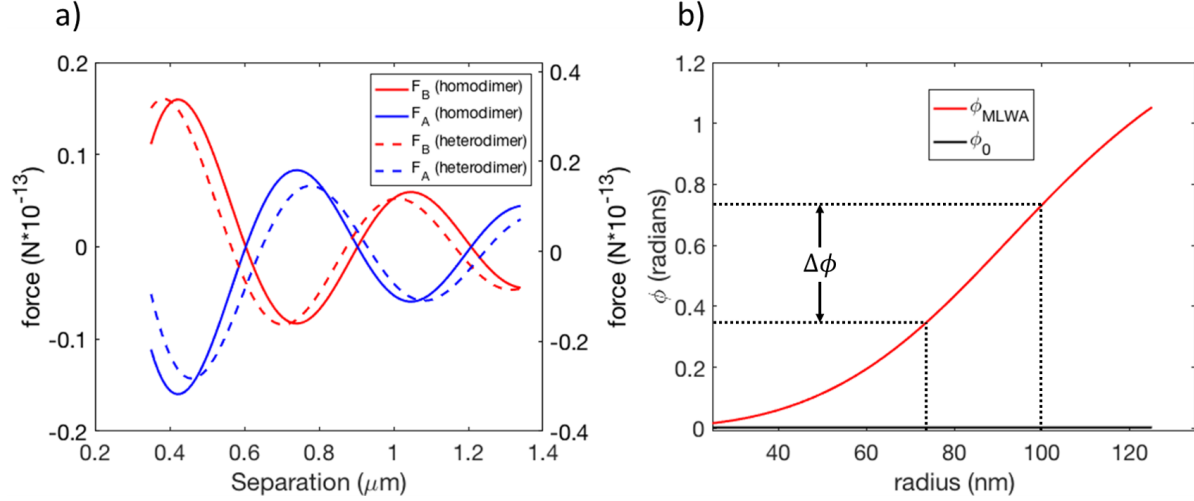 a)
0.2
0.1
0
-0.1
-0.2
force (N*10⁻¹³)
0.2
0.4
0.6
0.8
1
1.2
1.4
Separation (μm)
0.4
0.2
0
-0.2
-0.4
force (N*10⁻¹³)
F_B (homodimer)
F_A (homodimer)
F_B (heterodimer)
F_A (heterodimer)
b)
1.2
1
0.8
0.6
0.4
0.2
0
ϕ (radians)
40
60
80
100
120
radius (nm)
ϕ_MLWA
ϕ_0
Δϕ